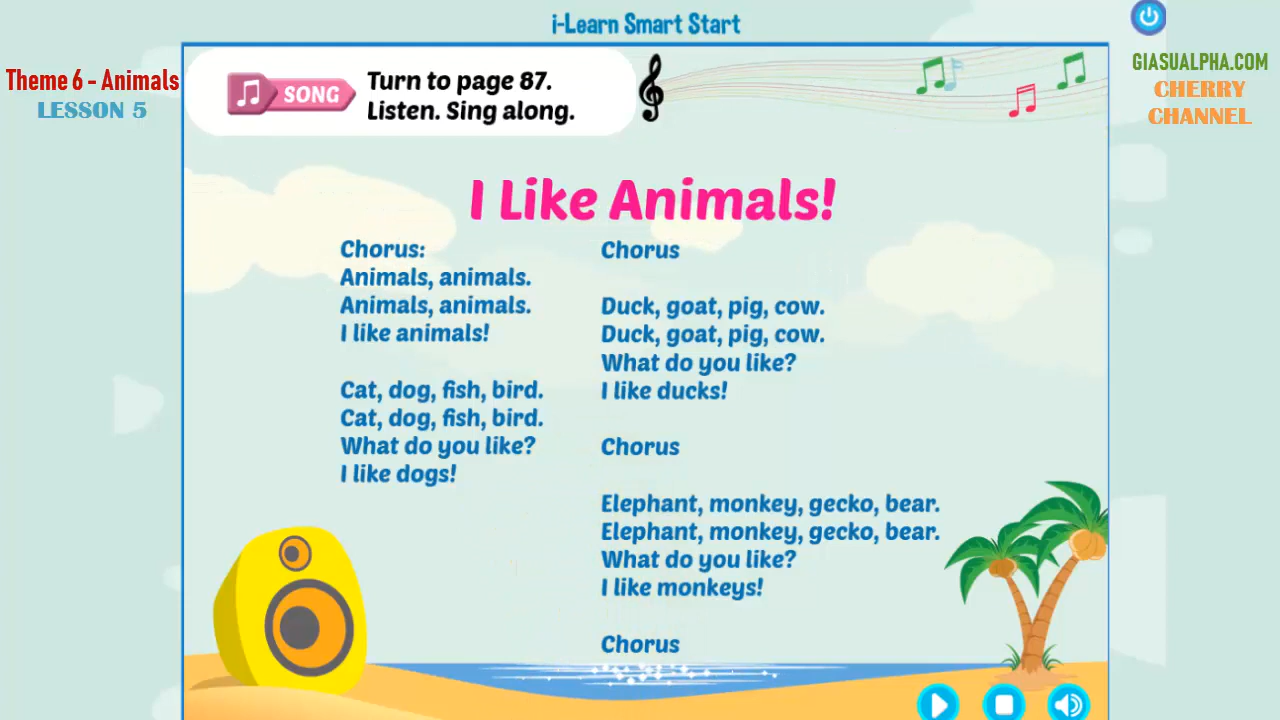 i-Learn Smart Start
Theme 6 - Animals
LESSON 5
GIASUALPHA.COM
CHERRY
CHANNEL
SONG
Turn to page 87.
Listen. Sing along.
I Like Animals!
Chorus:
Animals, animals.
Animals, animals.
I like animals!
Cat, dog, fish, bird.
Cat, dog, fish, bird.
What do you like?
I like dogs!
Chorus
Duck, goat, pig, cow.
Duck, goat, pig, cow.
What do you like?
I like ducks!
Chorus
Elephant, monkey, gecko, bear.
Elephant, monkey, gecko, bear.
What do you like?
I like monkeys!
Chorus